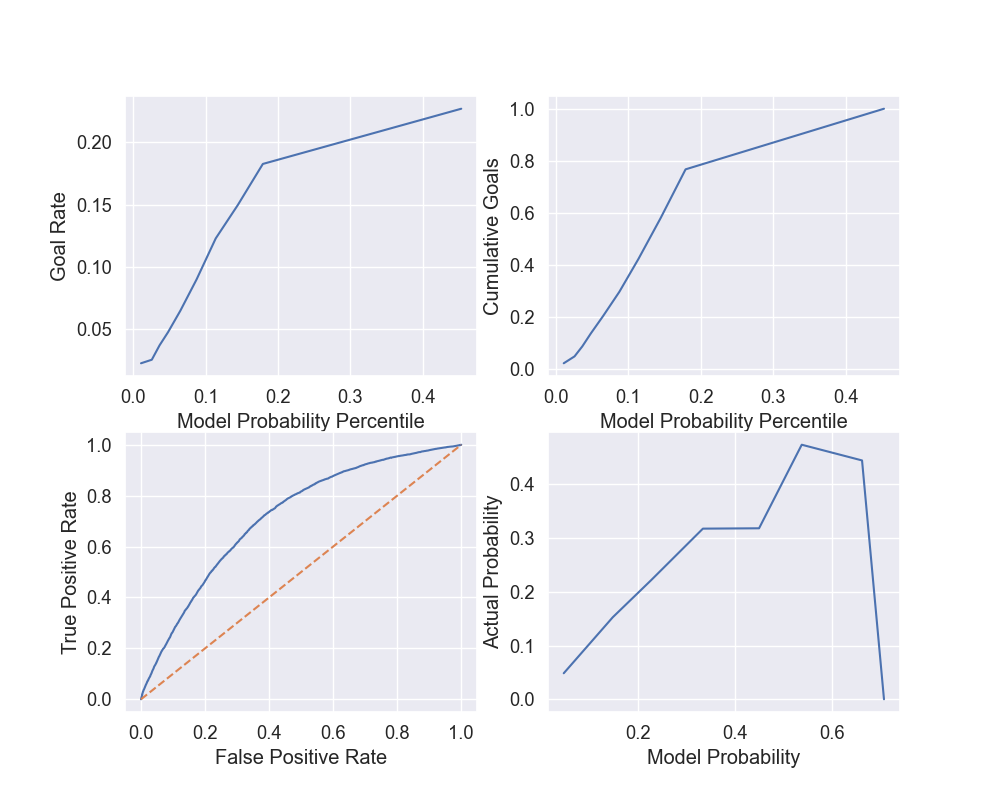 Goal Rate
0.20
0.15
0.10
0.05
0.0 0.1 0.2 0.3 0.4
Model Probability Percentile
Cumulative Goals
1.0
0.8
0.6
0.4
0.2
0.0
0.0 0.1 0.2 0.3 0.4
Model Probability Percentile
True Positive Rate
1.0
0.8
0.6
0.4
0.2
0.0
0.0 0.2 0.4 0.6 0.8 1.0
False Positive Rate
Actual Probability
0.4
0.3
0.2
0.1
0.0
0.2 0.4 0.6
Model Probability